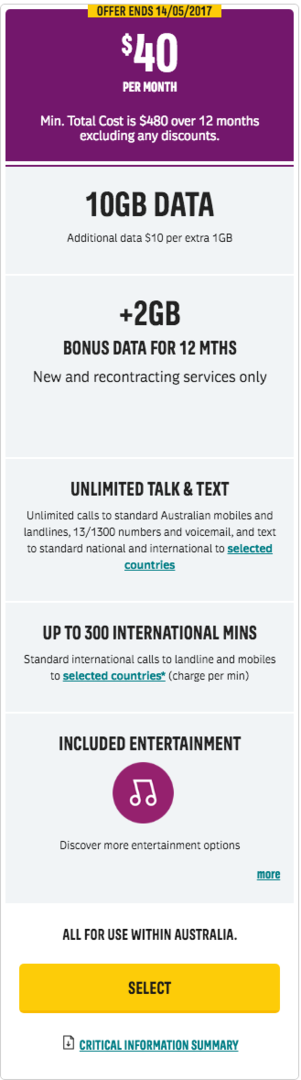 OFFER ENDS 14/05/2017
$40
PER MONTH
Min. Total Cost is $480 over 12 months
excluding any discounts.
10GB DATA
Additional data $10 per extra 1GB
+2GB
BONUS DATA FOR 12 MTHS
New and recontracting services only
UNLIMITED TALK & TEXT
Unlimited calls to standard Australian mobiles and
landlines, 13/1300 numbers and voicemail, and text
to standard national and international to selected
countries
UP TO 300 INTERNATIONAL MINS
Standard international calls to landline and mobiles
to selected countries* (charge per min)
INCLUDED ENTERTAINMENT
Discover more entertainment options
more
ALL FOR USE WITHIN AUSTRALIA.
SELECT
CRITICAL INFORMATION SUMMARY